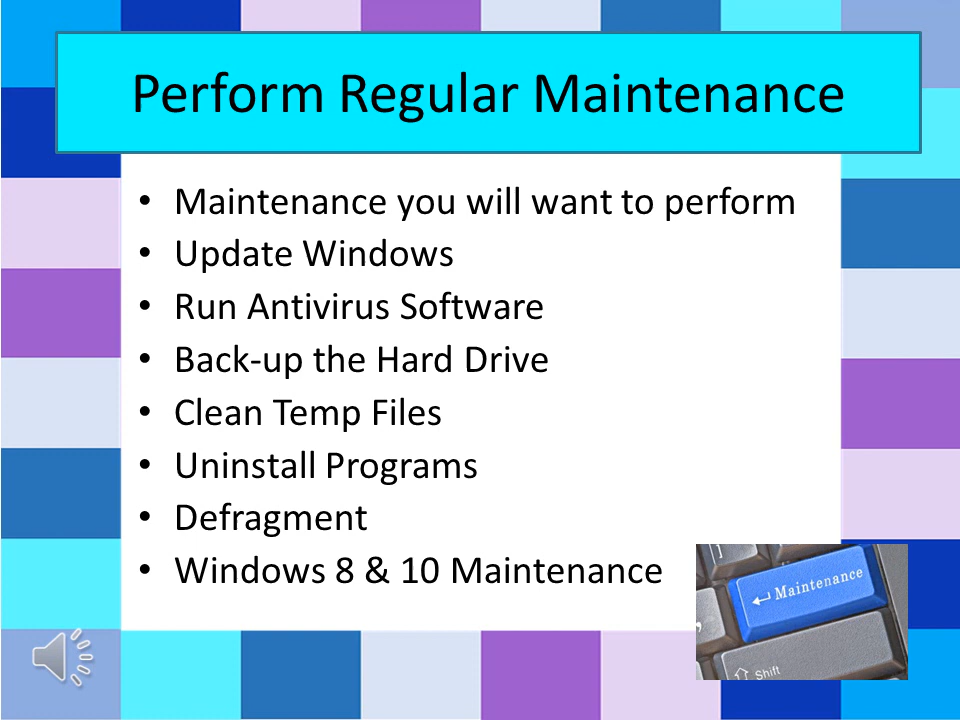 Perform Regular Maintenance
• Maintenance you will want to perform
• Update Windows
• Run Antivirus Software
• Back-up the Hard Drive
• Clean Temp Files
• Uninstall Programs
• Defragment
• Windows 8 & 10 Maintenance
]
Maintenance
"
Shift